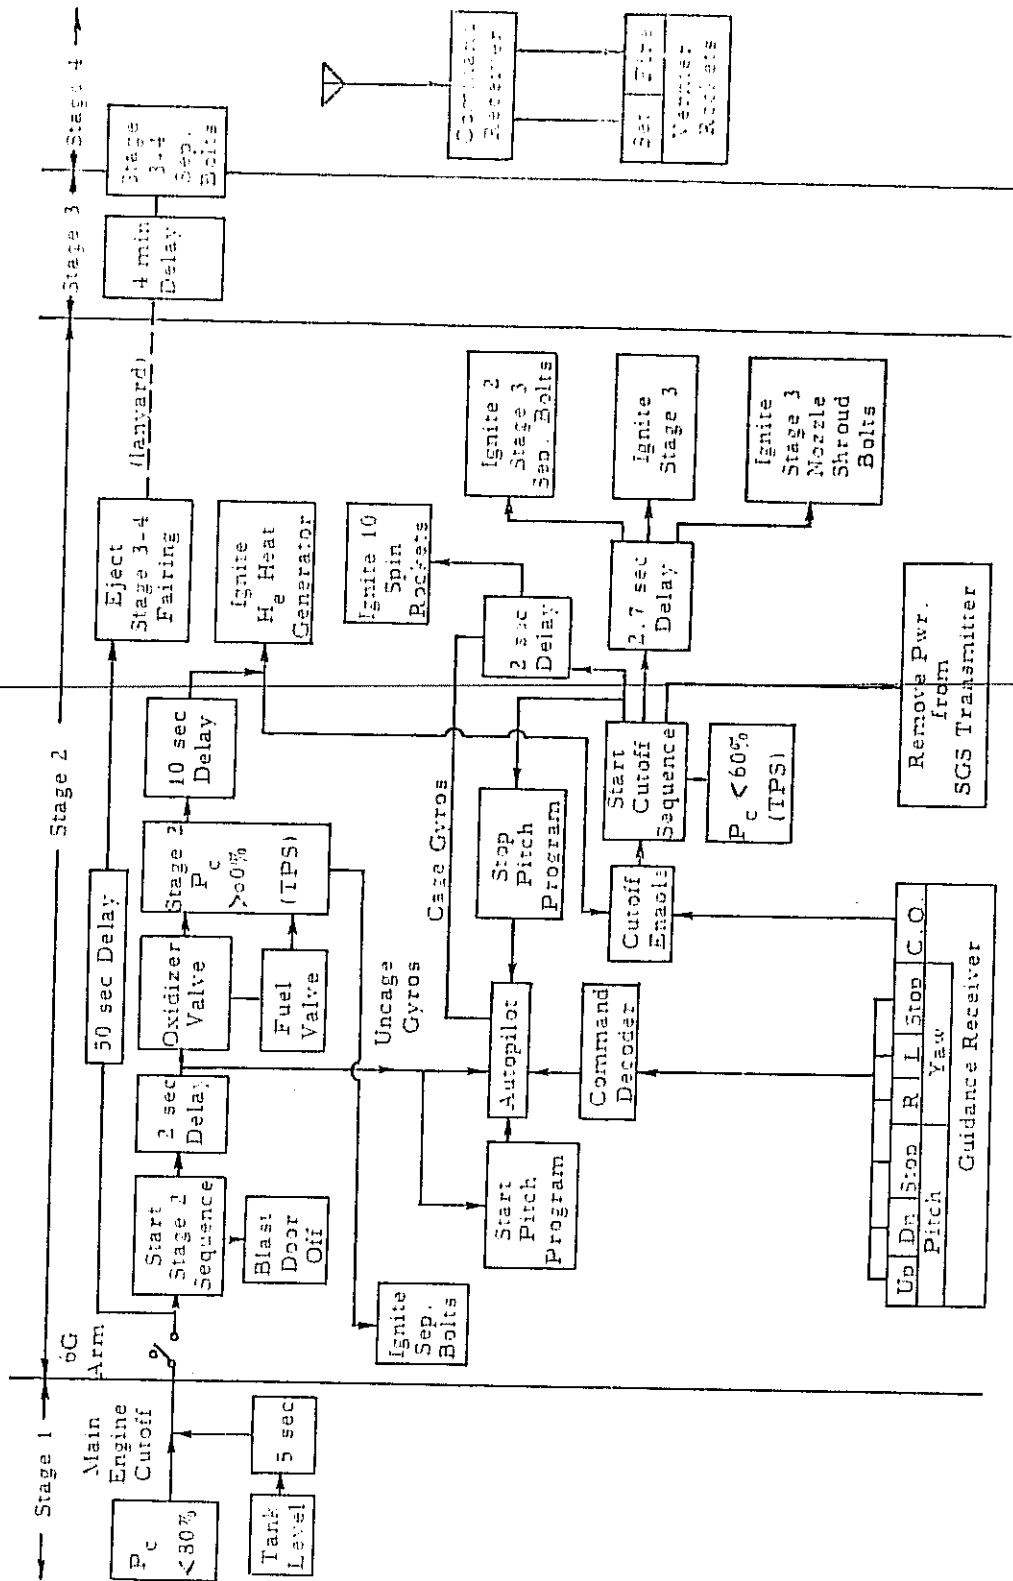 Stage 1
Stage 2
Stage 3
Stage 4
Main
Engine
Cutoff
6G
Arm
P c
<80%
Tank
Level
5 sec
50 sec Delay
Eject
Stage 3-4
Fairing
(lanyard)
4 min
Delay
Stage
3-4
Sep.
Bolts
Start
Stage 2
Sequence
2 sec
Delay
Oxidizer
Valve
Stage 2
P c
(TPS)
10 sec
Delay
Ignite
He Heat
Generator
Blast
Door
Off
Fuel
Valve
Ignite
Sep.
Bolts
Uncage
Gyros
Cage Gyros
Ignite 10
Spin
Rockets
2 sec
Delay
Start
Pitch
Program
Autopilot
Stop
Pitch
Program
Command
Decoder
Cutoff
Enable
Start
Cutoff
Sequence
2.7 sec
Delay
Ignite 2
Stage 3
Sep. Bolts
Ignite
Stage 3
Ignite
Stage 3
Nozzle
Shroud
Bolts
P c <60%
(TPS)
Remove Pwr.
from
SGS Transmitter
Up Dn Stop R L Stop C.O.
Pitch Yaw
Guidance Receiver
Command
Receiver
Set Fire
Vernier
Rockets